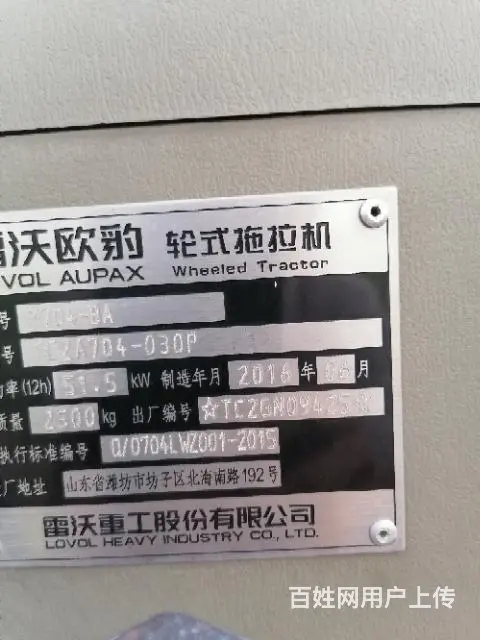 雷沃欧豹 轮式拖拉机
VOL AUPAX Wheeled Tractor
号 704-BA
号 704-030P
率(12h) 51.5 kW 制造年月 2016 年 08 月
质量 2500 kg 出厂编号
执行标准编号 Q/0704LWZ001-2015
厂地址 山东省潍坊市坊子区北海南路192号
雷沃重工股份有限公司
LOVOL HEAVY INDUSTRY CO., LTD.
百姓网用户上传